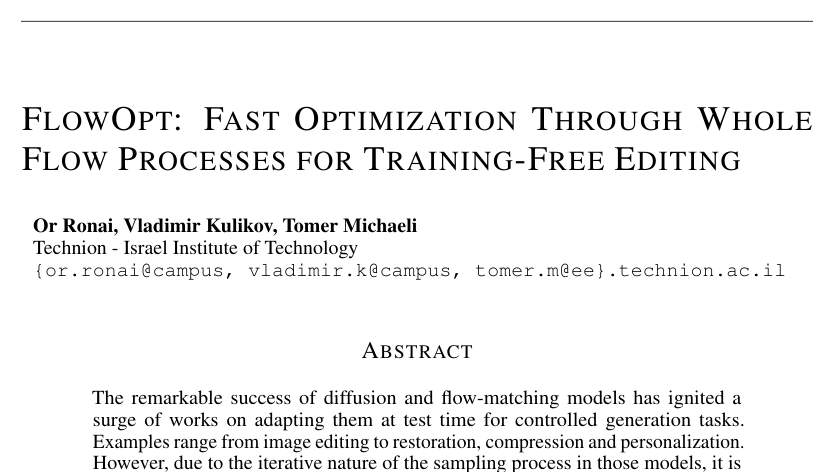 FLOWOPT: FAST OPTIMIZATION THROUGH WHOLE
FLOW PROCESSES FOR TRAINING-FREE EDITING
Or Ronai, Vladimir Kulikov, Tomer Michaeli
Technion - Israel Institute of Technology
{or.ronai@campus, vladimir.k@campus, tomer.m@ee}.technion.ac.il
ABSTRACT
The remarkable success of diffusion and flow-matching models has ignited a
surge of works on adapting them at test time for controlled generation tasks.
Examples range from image editing to restoration, compression and personalization.
However, due to the iterative nature of the sampling process in those models, it is